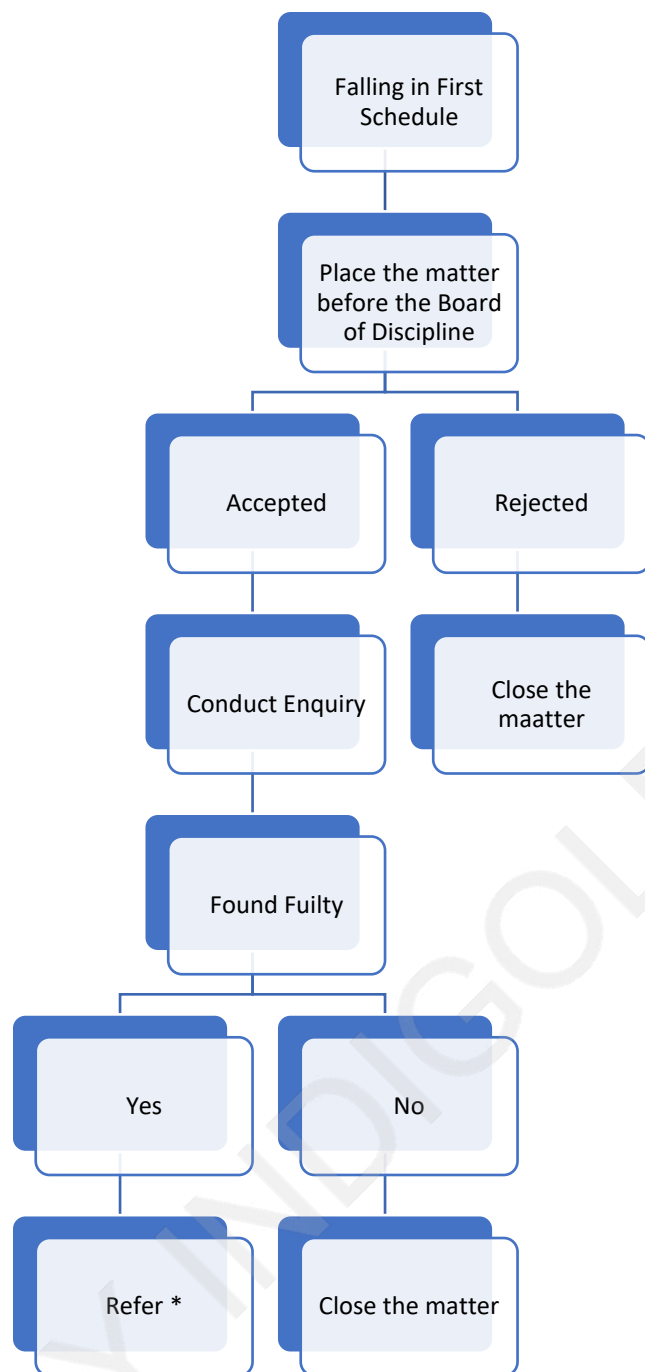 Falling in First
Schedule
Place the matter
before the Board
of Discipline
Accepted
Rejected
Conduct Enquiry
Close the
maatter
Found Fuilty
Yes
No
Refer *
Close the matter
Y INDIGOL